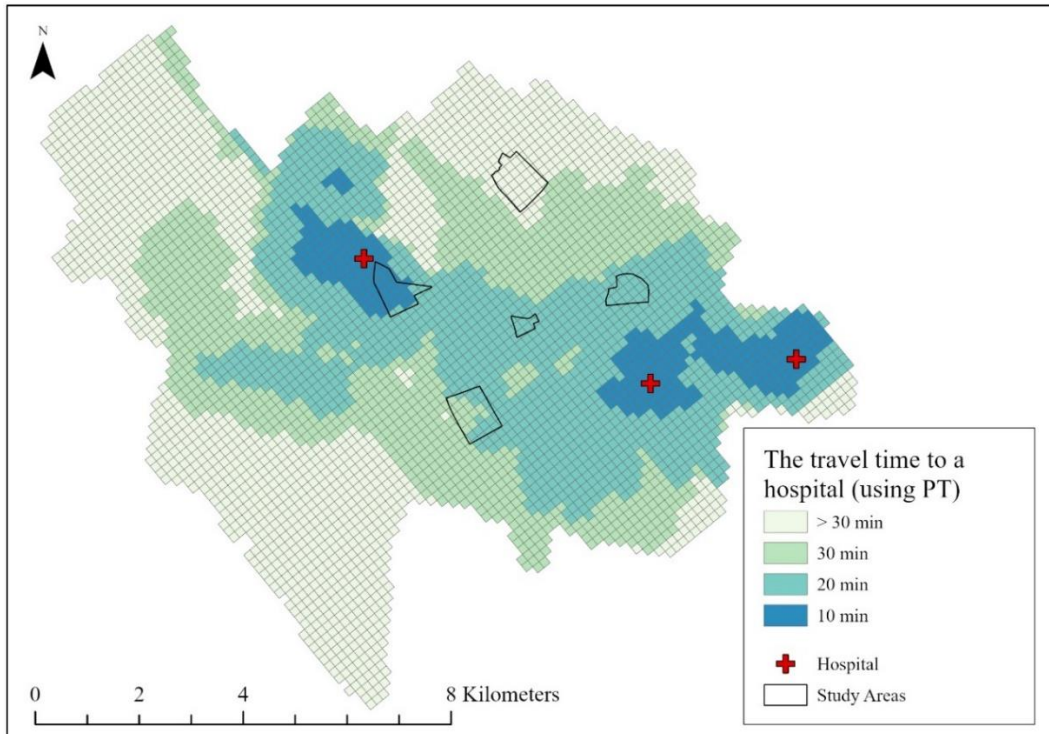 N
The travel time to a
hospital (using PT)
> 30 min
30 min
20 min
10 min
Hospital
Study Areas
0 2 4 8 Kilometers